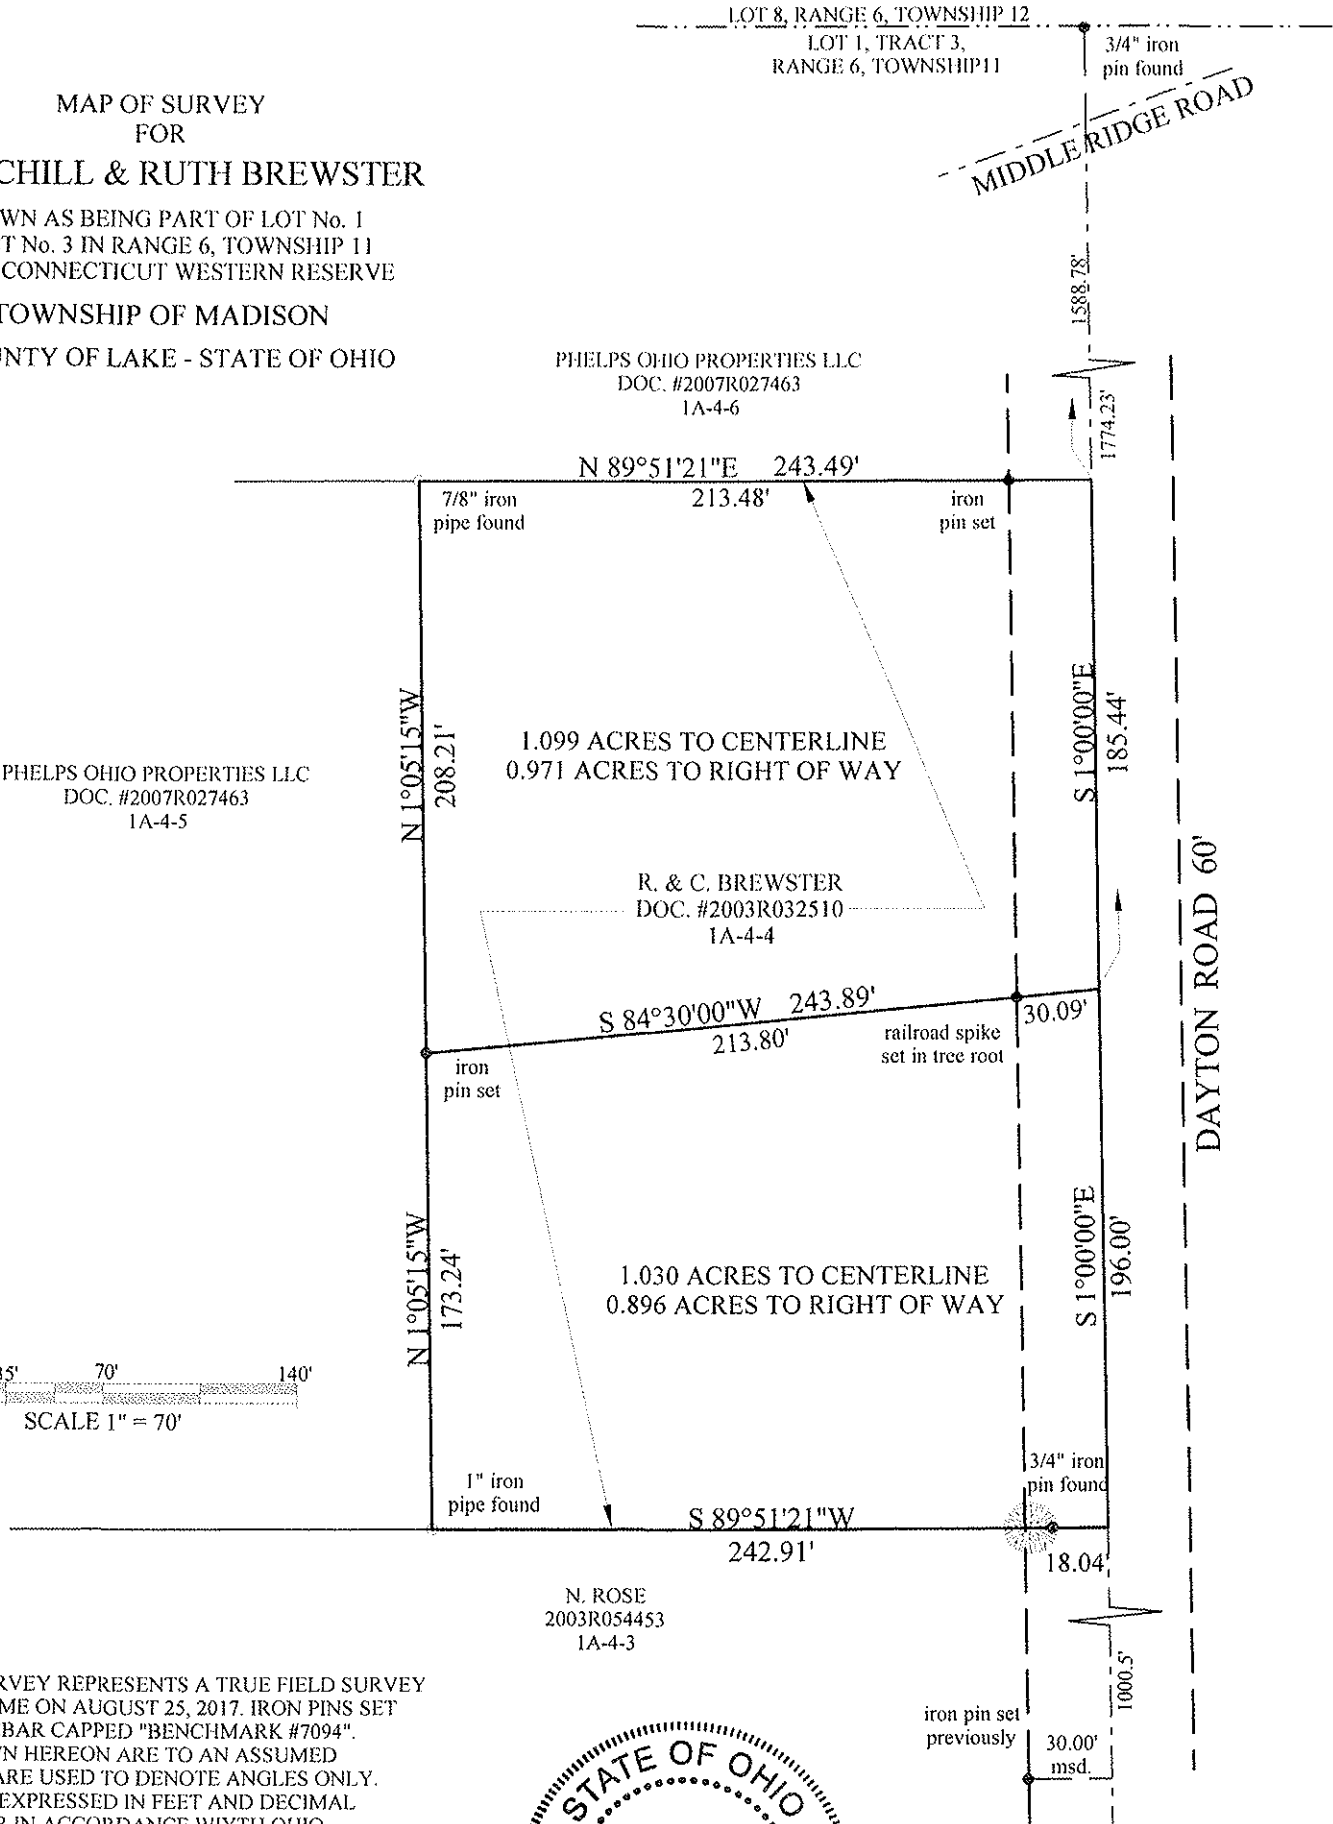 LOT 8, RANGE 6, TOWNSHIP 12
LOT 1, TRACT 3,
RANGE 6, TOWNSHIP11
3/4" iron
pin found
MIDDLE RIDGE ROAD
MAP OF SURVEY
FOR
CHILL & RUTH BREWSTER
WN AS BEING PART OF LOT No. 1
T No. 3 IN RANGE 6, TOWNSHIP 11
CONNECTICUT WESTERN RESERVE
TOWNSHIP OF MADISON
NTY OF LAKE - STATE OF OHIO
1588.78'
PHELPS OHIO PROPERTIES LLC
DOC. #2007R027463
1A-4-6
1774.23'
N 89°51'21"E 243.49'
213.48'
7/8" iron
pipe found
iron
pin set
N 1°05'15"W
208.21'
1.099 ACRES TO CENTERLINE
0.971 ACRES TO RIGHT OF WAY
S 1°00'00"E
185.44'
PHELPS OHIO PROPERTIES LLC
DOC. #2007R027463
1A-4-5
R. & C. BREWSTER
DOC. #2003R032510
1A-4-4
DAYTON ROAD 60'
S 84°30'00"W 243.89'
213.80'
30.09'
railroad spike
set in tree root
iron
pin set
N 1°05'15"W
173.24'
1.030 ACRES TO CENTERLINE
0.896 ACRES TO RIGHT OF WAY
S 1°00'00"E
196.00'
35' 70' 140'
SCALE 1" = 70'
1" iron
pipe found
3/4" iron
pin found
S 89°51'21"W
242.91'
18.04'
N. ROSE
2003R054453
1A-4-3
1000.5'
RVEY REPRESENTS A TRUE FIELD SURVEY
ME ON AUGUST 25, 2017. IRON PINS SET
BAR CAPPED "BENCHMARK #7094".
N HEREON ARE TO AN ASSUMED
ARE USED TO DENOTE ANGLES ONLY.
EXPRESSED IN FEET AND DECIMAL
IN ACCORDANCE WIXTH OHIO
iron pin set
previously
30.00'
msd.
STATE OF OHIO